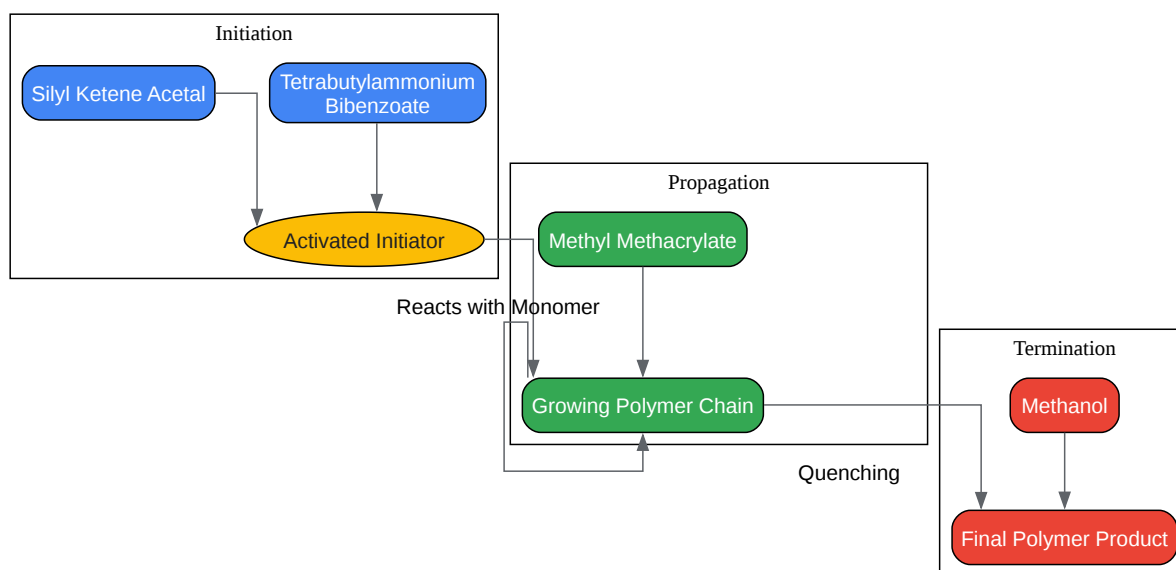 Initiation
Silyl Ketene Acetal
Tetrabutylammonium
Bibenzoate
Activated Initiator
Propagation
Methyl Methacrylate
Reacts with Monomer
Growing Polymer Chain
Quenching
Termination
Methanol
Final Polymer Product